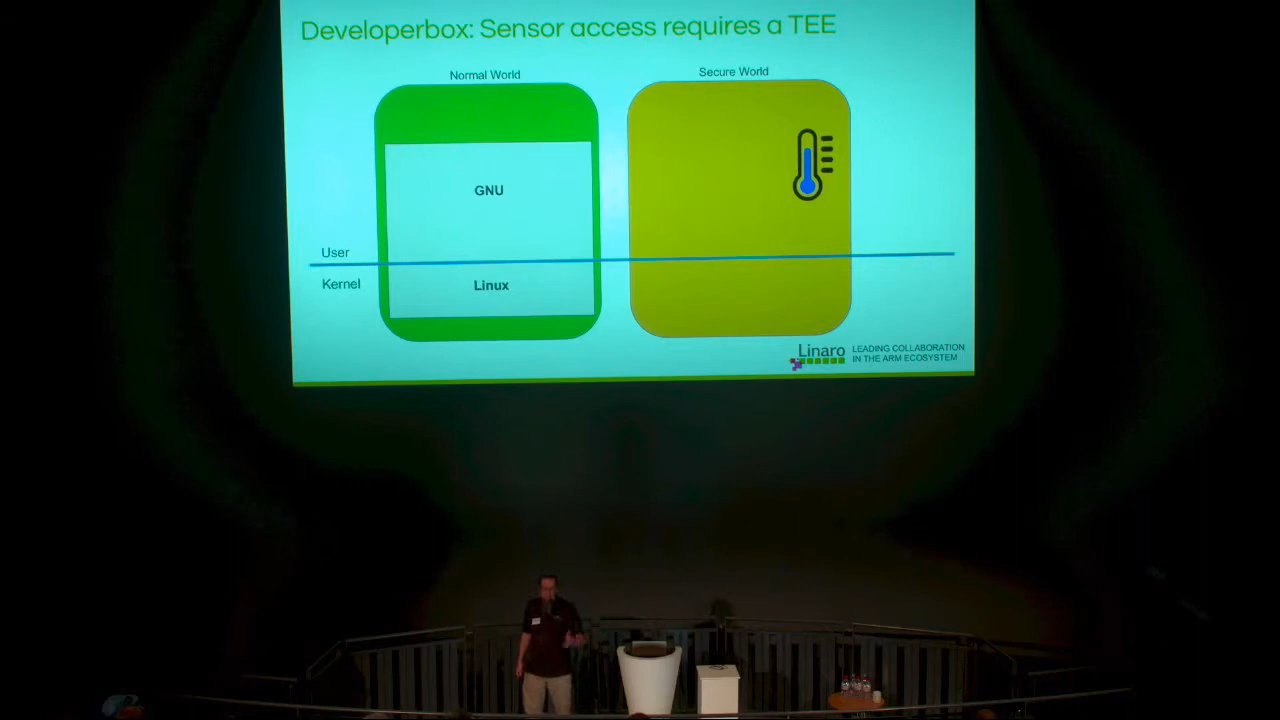 Developerbox: Sensor access requires a TEE
Normal World
Secure World
GNU
User
Kernel
Linux
Linaro
LEADING COLLABORATION
IN THE ARM ECOSYSTEM